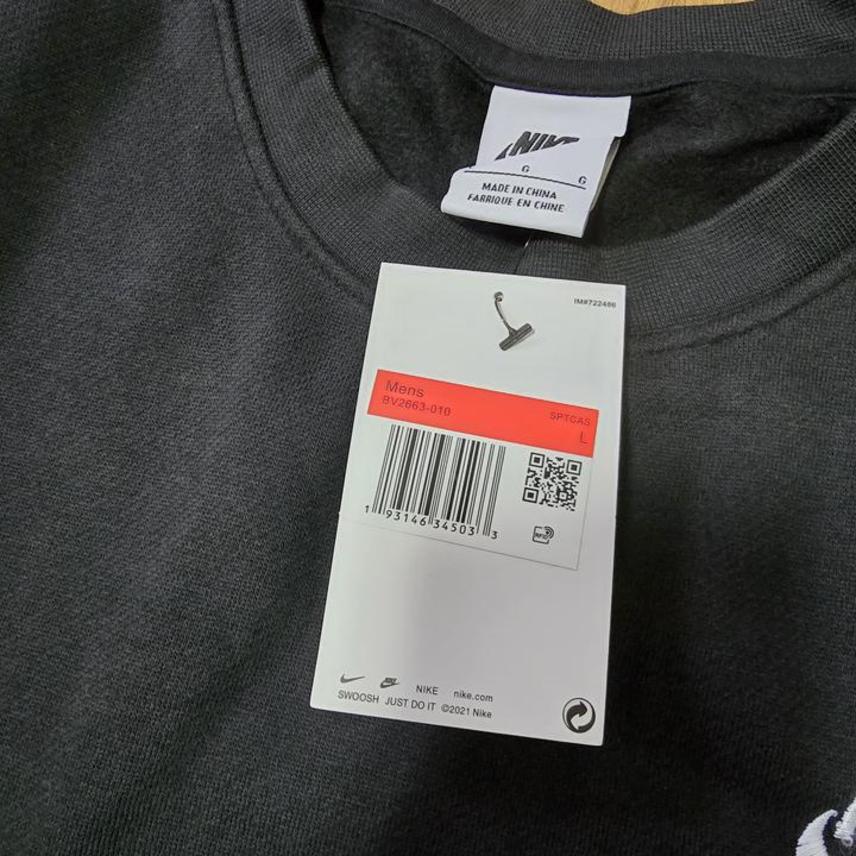 NIKE
G G
MADE IN CHINA
FABRIQUE EN CHINE
IM#722486
Mens
BV2663-010
SPTCAS
L
1 93146 34503 3
RFID
NIKE nike.com
SWOOSH JUST DO IT ©2021 Nike